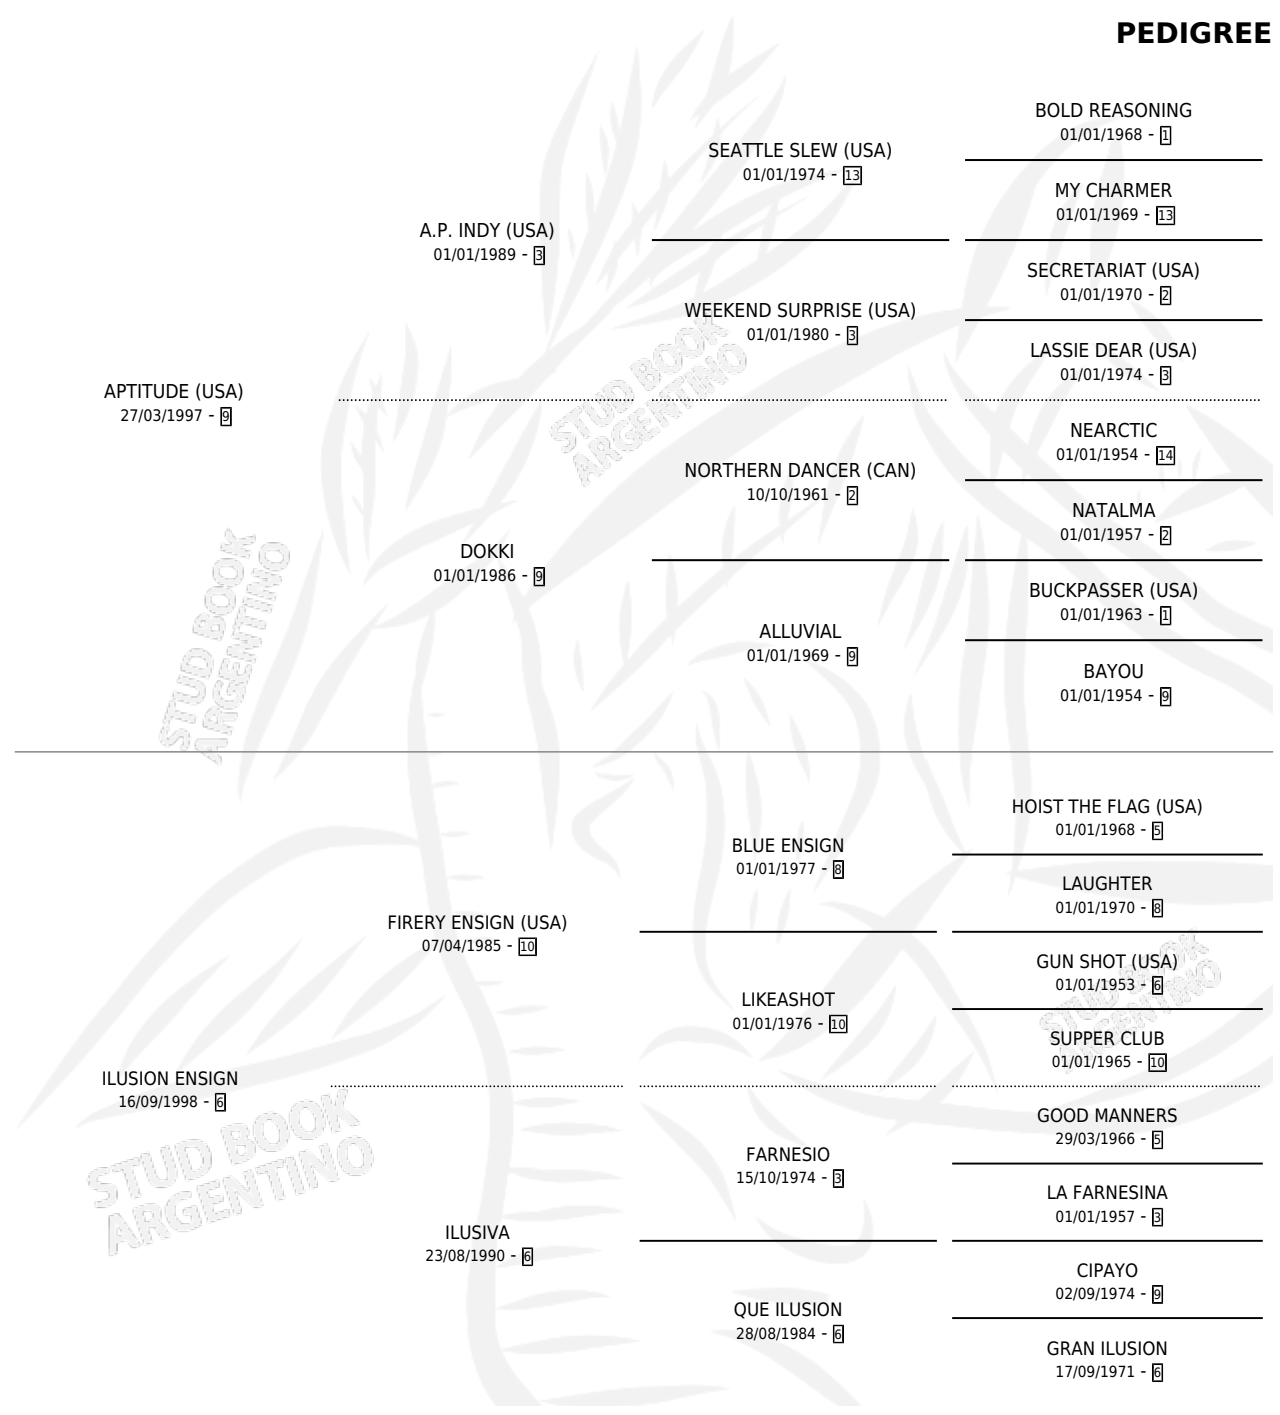 PEDIGREE
BOLD REASONING
01/01/1968 - 1
SEATTLE SLEW (USA)
01/01/1974 - 13
MY CHARMER
01/01/1969 - 13
A.P. INDY (USA)
01/01/1989 - 3
SECRETARIAT (USA)
01/01/1970 - 2
WEEKEND SURPRISE (USA)
01/01/1980 - 3
LASSIE DEAR (USA)
01/01/1974 - 3
APTITUDE (USA)
27/03/1997 - 9
NEARCTIC
01/01/1954 - 14
NORTHERN DANCER (CAN)
10/10/1961 - 2
NATALMA
01/01/1957 - 2
DOKKI
01/01/1986 - 9
BUCKPASSER (USA)
01/01/1963 - 1
ALLUVIAL
01/01/1969 - 9
BAYOU
01/01/1954 - 9
HOIST THE FLAG (USA)
01/01/1968 - 5
BLUE ENSIGN
01/01/1977 - 8
LAUGHTER
01/01/1970 - 8
FIRERY ENSIGN (USA)
07/04/1985 - 10
GUN SHOT (USA)
01/01/1953 - 6
LIKEASHOT
01/01/1976 - 10
SUPPER CLUB
01/01/1965 - 10
ILUSION ENSIGN
16/09/1998 - 6
GOOD MANNERS
29/03/1966 - 5
FARNESIO
15/10/1974 - 3
LA FARNESINA
01/01/1957 - 3
ILUSIVA
23/08/1990 - 6
CIPAYO
02/09/1974 - 9
QUE ILUSION
28/08/1984 - 6
GRAN ILUSION
17/09/1971 - 6
STUD BOOK
ARGENTINO
STUD BOOK
ARGENTINO
STUD BOOK
ARGENTINO
STUD BOOK
ARGENTINO